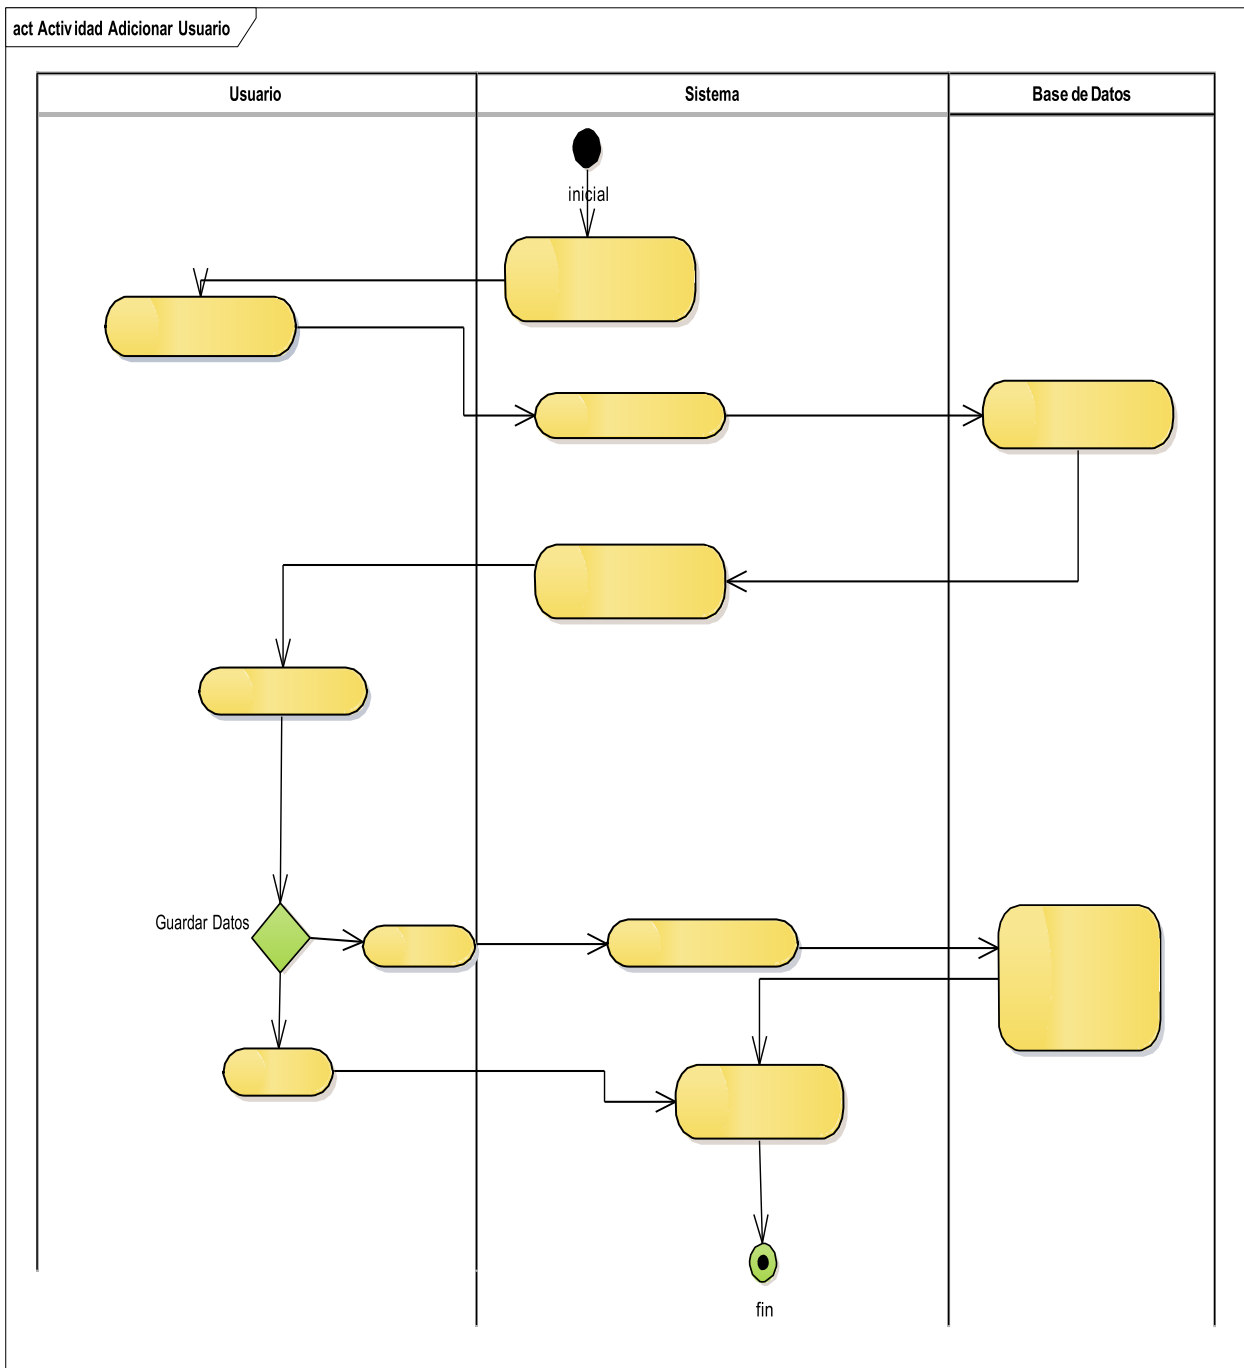 act Actividad Adicionar Usuario
Usuario
Sistema
Base de Datos
inicial
Guardar Datos
fin